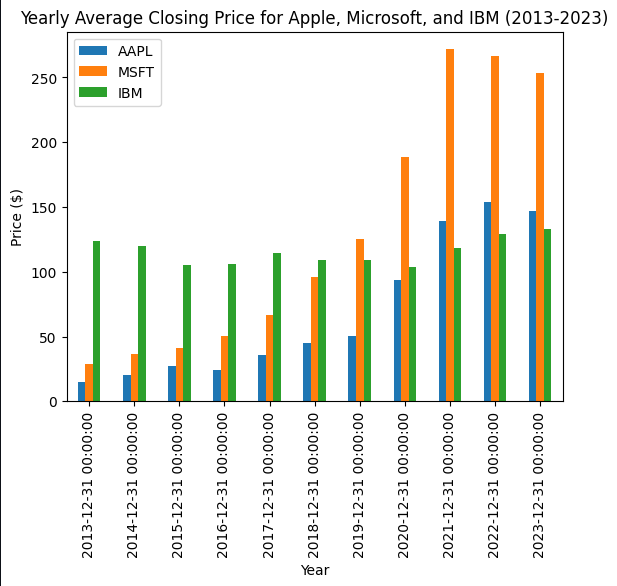 Yearly Average Closing Price for Apple, Microsoft, and IBM (2013-2023)
AAPL
MSFT
IBM
Price ($)
250
200
150
100
50
0
2013-12-31 00:00:00
2014-12-31 00:00:00
2015-12-31 00:00:00
2016-12-31 00:00:00
2017-12-31 00:00:00
2018-12-31 00:00:00
2019-12-31 00:00:00
2020-12-31 00:00:00
2021-12-31 00:00:00
2022-12-31 00:00:00
2023-12-31 00:00:00
Year